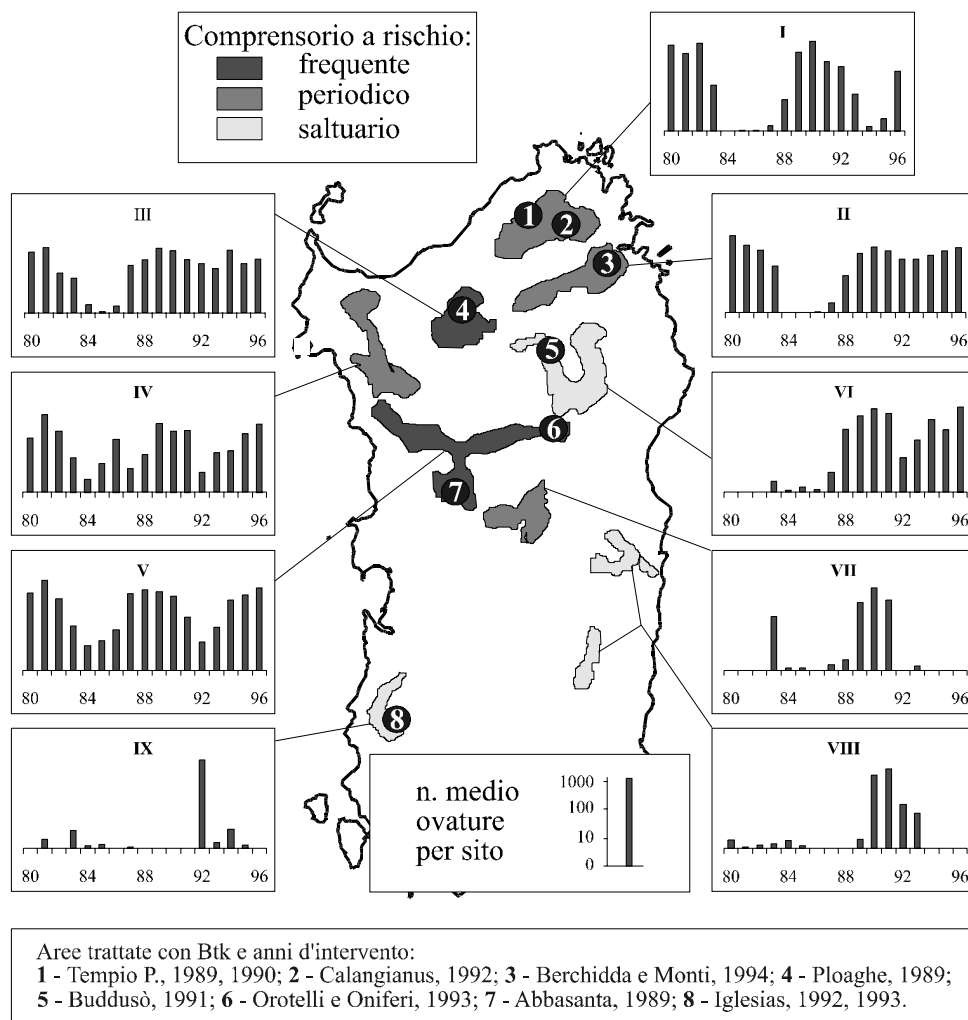 Comprensorio a rischio:
frequente
periodico
saltuario
I
80 84 88 92 96
III
80 84 88 92 96
II
80 84 88 92 96
IV
80 84 88 92 96
VI
80 84 88 92 96
V
80 84 88 92 96
VII
80 84 88 92 96
IX
80 84 88 92 96
VIII
80 84 88 92 96
1
2
3
4
5
6
7
8
n. medio
ovature
per sito
1000
100
10
0
Aree trattate con Btk e anni d'intervento:
1 - Tempio P., 1989, 1990; 2 - Calangianus, 1992; 3 - Berchidda e Monti, 1994; 4 - Ploaghe, 1989;
5 - Buddusò, 1991; 6 - Orotelli e Oniferi, 1993; 7 - Abbasanta, 1989; 8 - Iglesias, 1992, 1993.